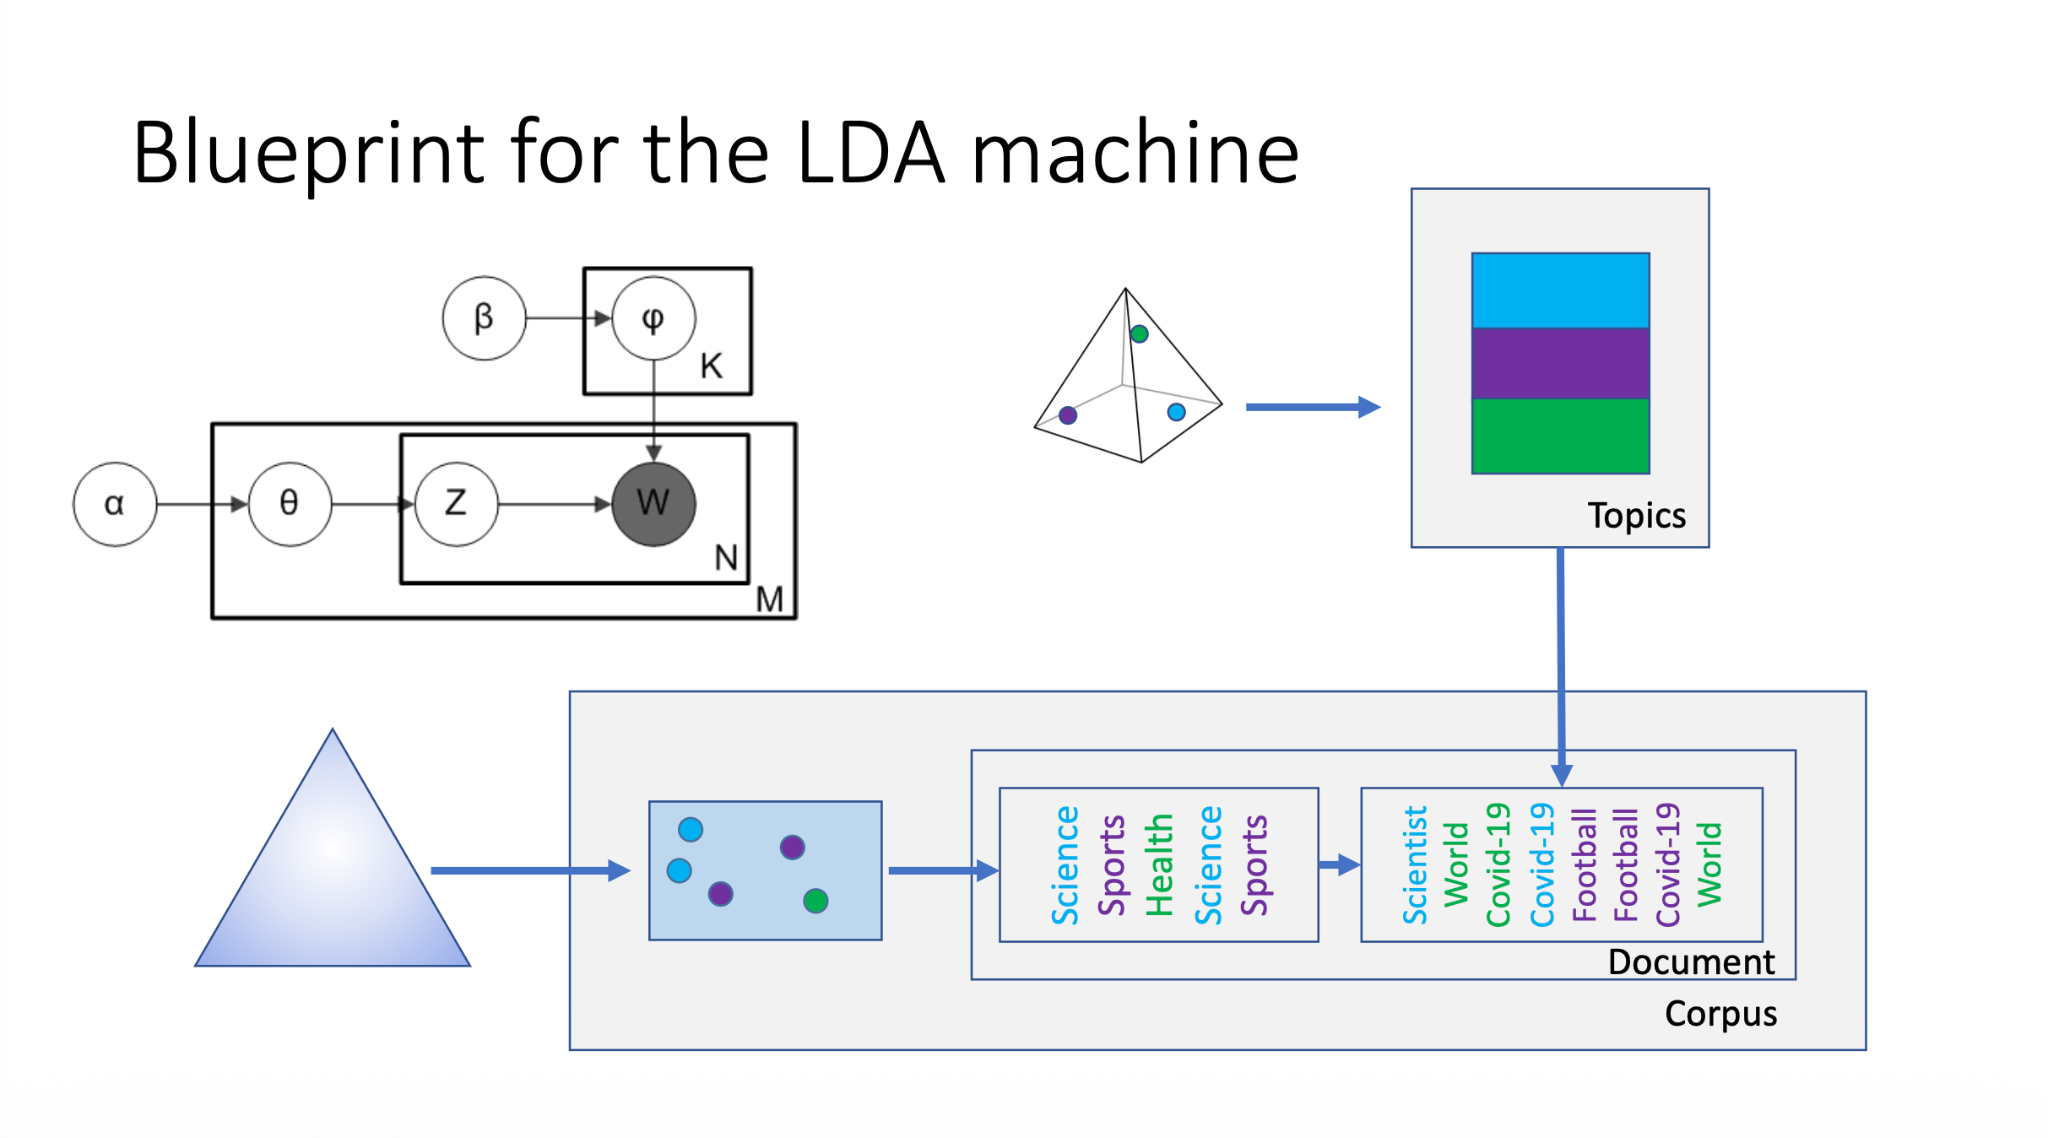 Blueprint for the LDA machine
β
φ
K
α
θ
Z
W
N
M
Topics
Science
Sports
Health
Science
Sports
Scientist
World
Covid-19
Covid-19
Football
Football
Covid-19
World
Document
Corpus